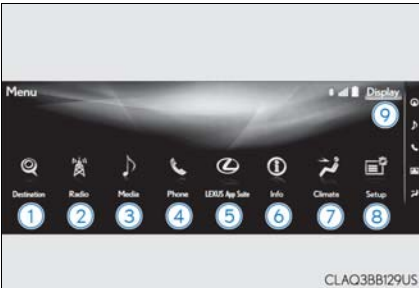 Menu Display
9
Destination Radio Media Phone LEXUS App Suite Info Climate Setup
1 2 3 4 5 6 7 8
CLAQ3BB129US